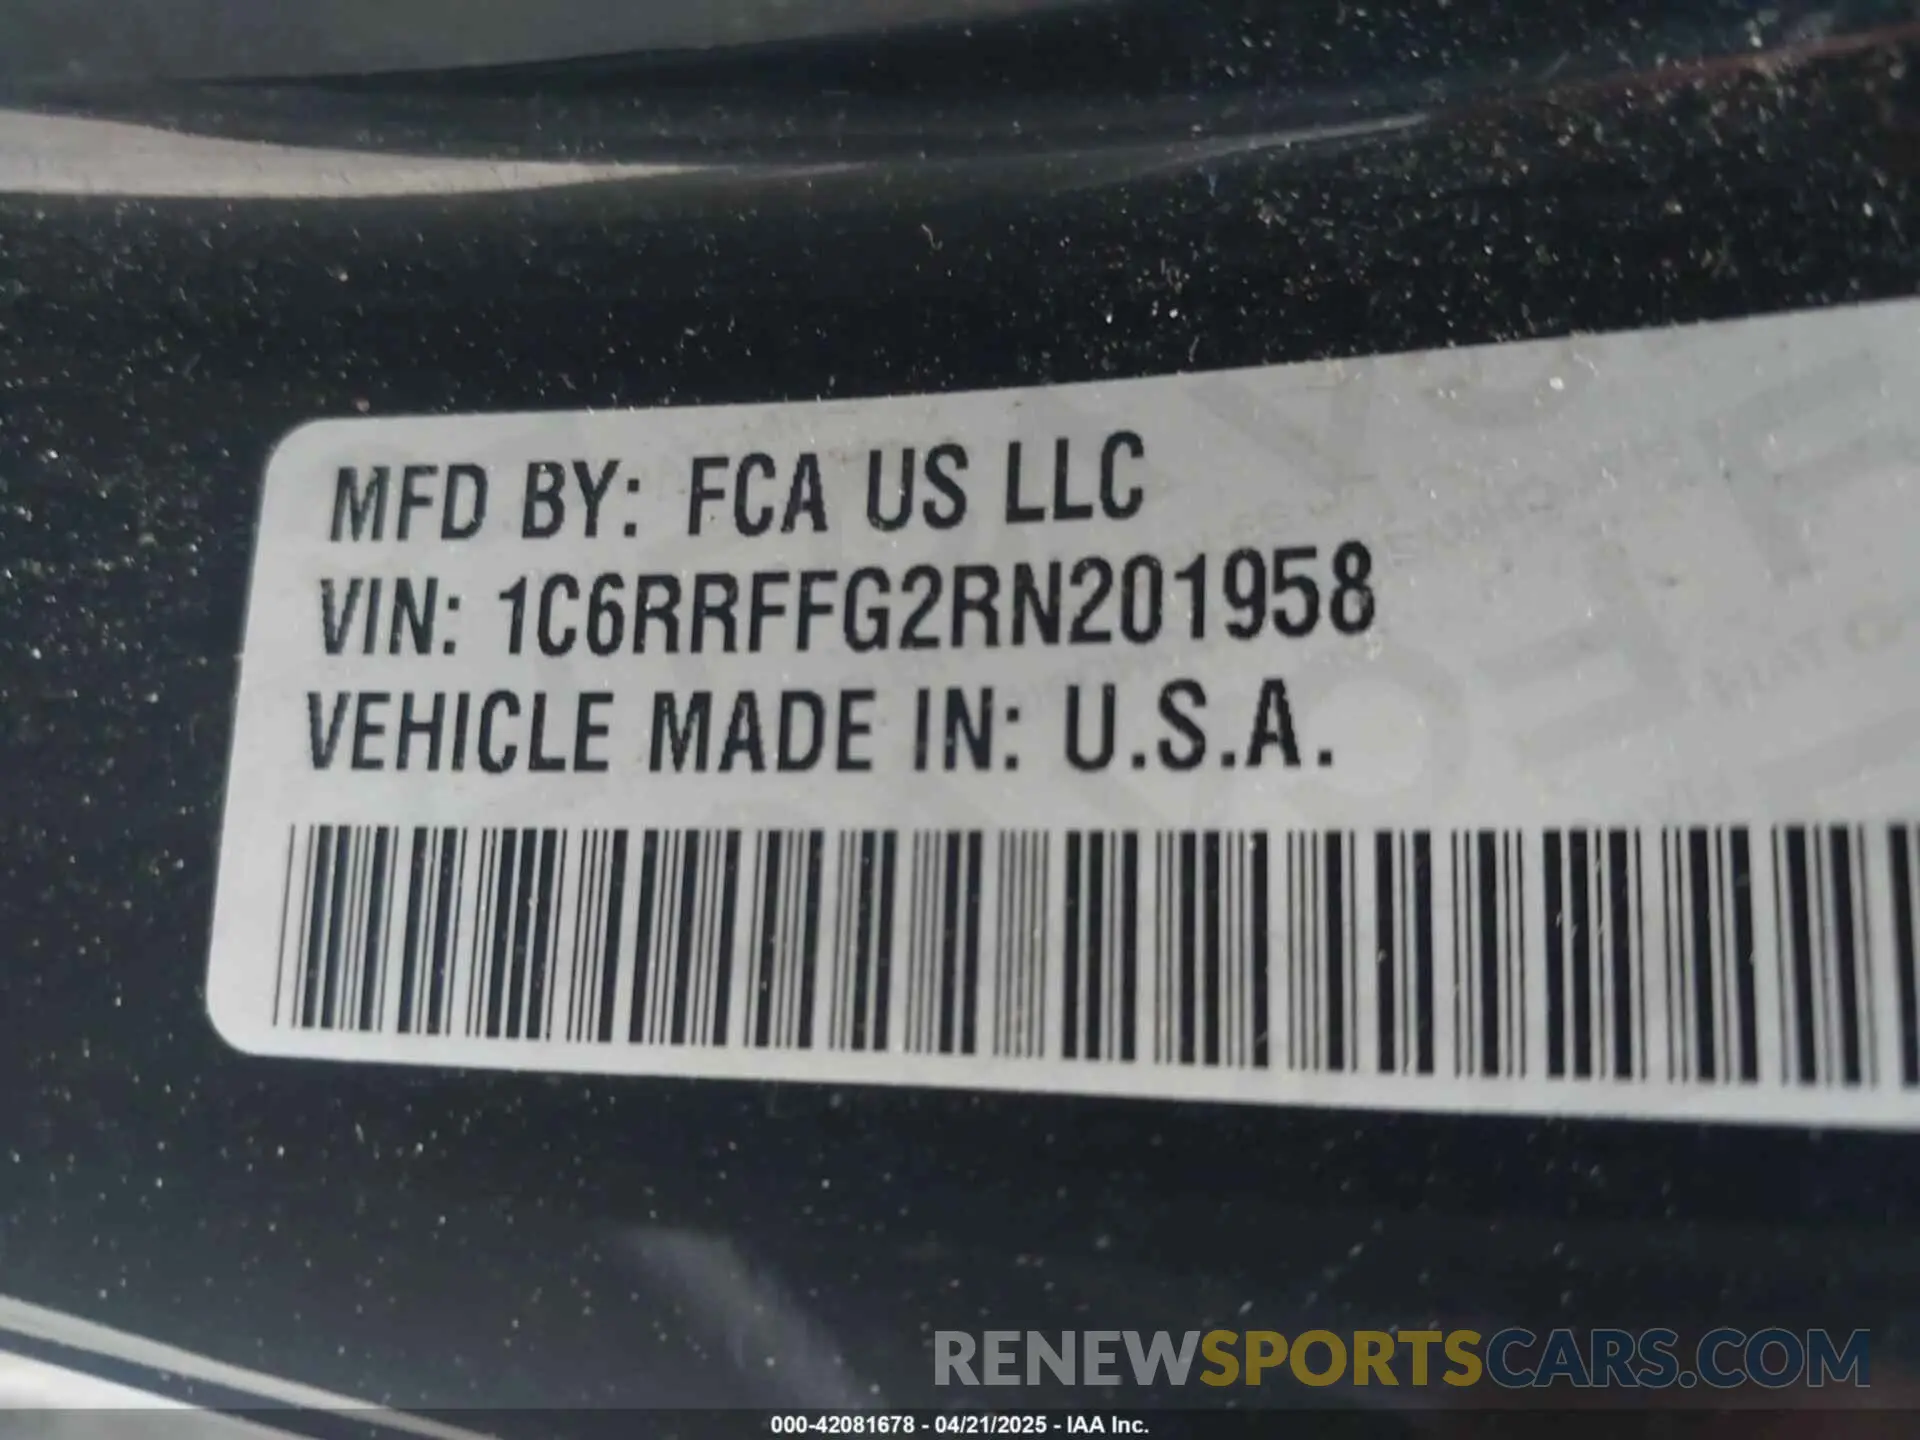 MFD BY: FCA US LLC
VIN: 1C6RRFFG2RN201958
VEHICLE MADE IN: U.S.A.
RENEWSPORTSCARS.COM
000-42081678 - 04/21/2025 - IAA Inc.